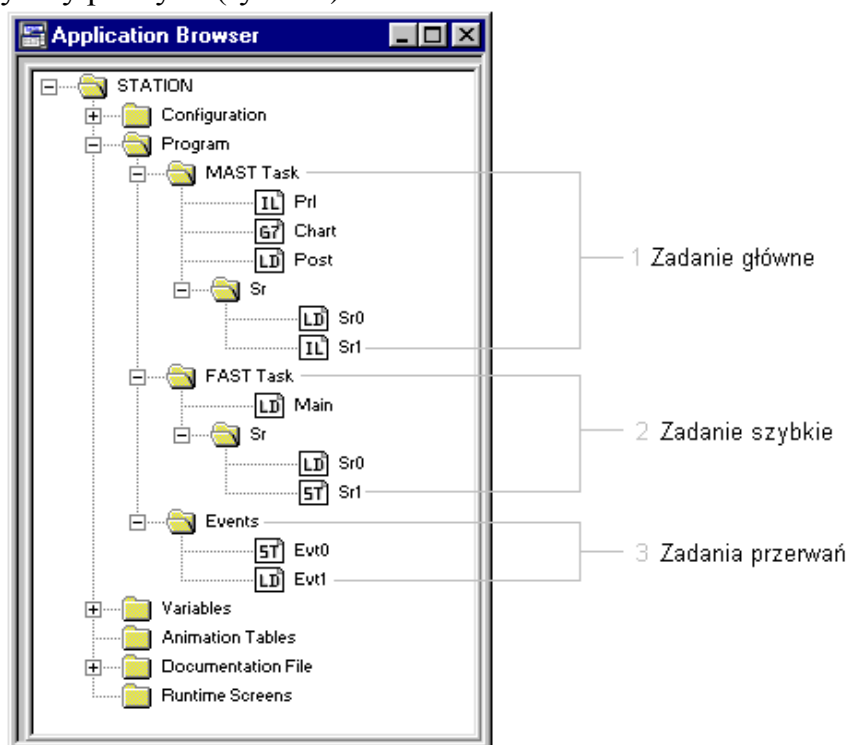 Application Browser
STATION
Configuration
Program
MAST Task
IL Prl
G7 Chart
LD Post
1 Zadanie główne
Sr
LD Sr0
IL Sr1
FAST Task
LD Main
2 Zadanie szybkie
Sr
LD Sr0
ST Sr1
Events
ST Evt0
3 Zadania przerwań
LD Evt1
Variables
Animation Tables
Documentation File
Runtime Screens